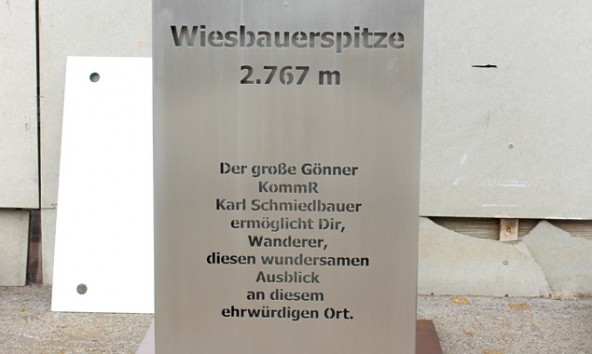 Wiesbauerspitze
2.767 m
Der große Gönner
KommR
Karl Schmiedbauer
ermöglicht Dir,
Wanderer,
diesen wundersamen
Ausblick
an diesem
ehrwürdigen Ort.